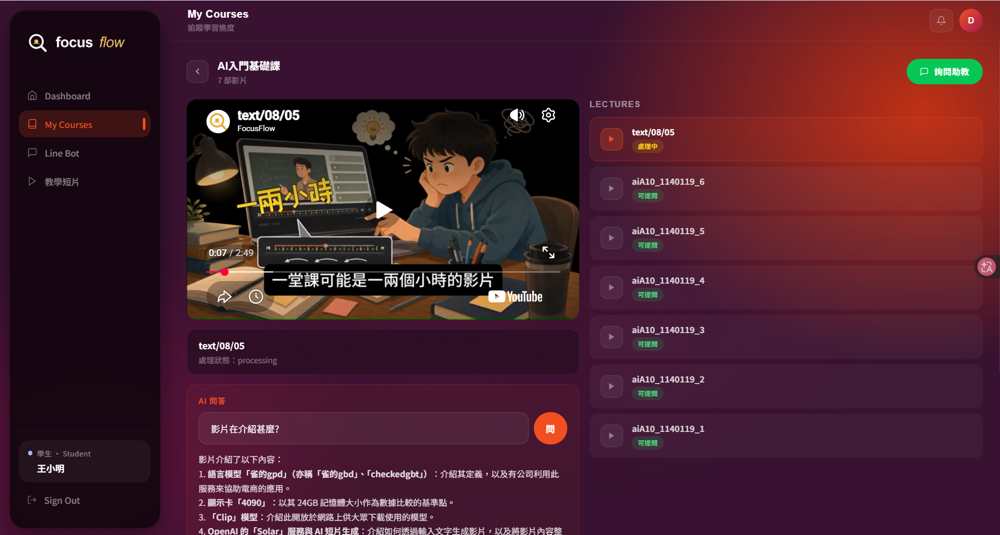 focus flow
Dashboard
My Courses
Line Bot
教學短片
學生 · Student
王小明
Sign Out
My Courses
追蹤學習進度
D
AI入門基礎課
7 部影片
詢問助教
text/08/05
FocusFlow
一兩小時
0:07 / 2:49
一堂課可能是一兩個小時的影片
YouTube
text/08/05
處理狀態：processing
AI 問答
影片在介紹甚麼?
問
影片介紹了以下內容：
1. 語言模型「雀的gpd」（亦稱「雀的gbd」、「checkedgbt」）：介紹其定義，以及有公司利用此
服務來協助電商的應用。
2. 顯示卡「4090」：以其 24GB 記憶體大小作為數據比較的基準點。
3. 「Clip」模型：介紹此開放於網路上供大眾下載使用的模型。
4. OpenAI 的「Solar」服務與 AI 短片生成：介紹如何透過輸入文字生成影片，以及將影片內容整
LECTURES
text/08/05
處理中
aiA10_1140119_6
可提問
aiA10_1140119_5
可提問
aiA10_1140119_4
可提問
aiA10_1140119_3
可提問
aiA10_1140119_2
可提問
aiA10_1140119_1
可提問